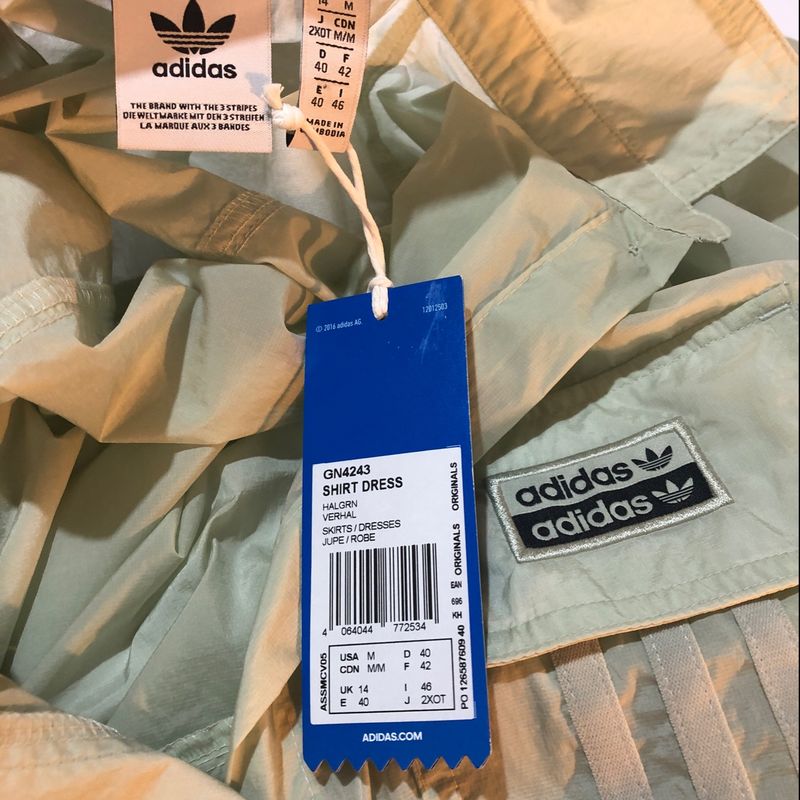 adidas
THE BRAND WITH THE 3 STRIPES
DIE WELTMARKE MIT DEN 3 STREIFEN
LA MARQUE AUX 3 BANDES
14 M
J CDN
2XOT M/M
D F
40 42
E I
40 46
MADE IN
© 2016 adidas AG.
12012503
GN4243
SHIRT DRESS
HALGRN
VERHAL
SKIRTS / DRESSES
JUPE / ROBE
ORIGINALS
ORIGINALS
EAN
696
KH
4 064044 772534
ASSMCV05
USA M D 40
CDN M/M F 42
UK 14 I 46
E 40 J 2XOT
PO 126587609 40
ADIDAS.COM
adidas
adidas